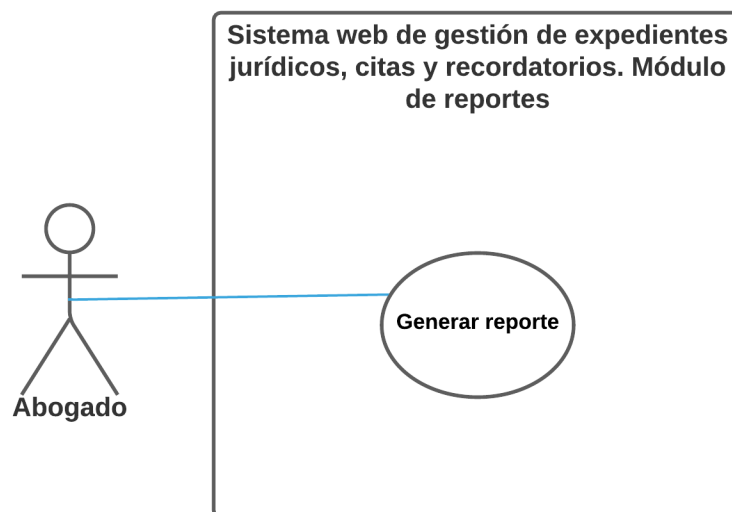 Sistema web de gestión de expedientes
jurídicos, citas y recordatorios. Módulo
de reportes
Generar reporte
Abogado